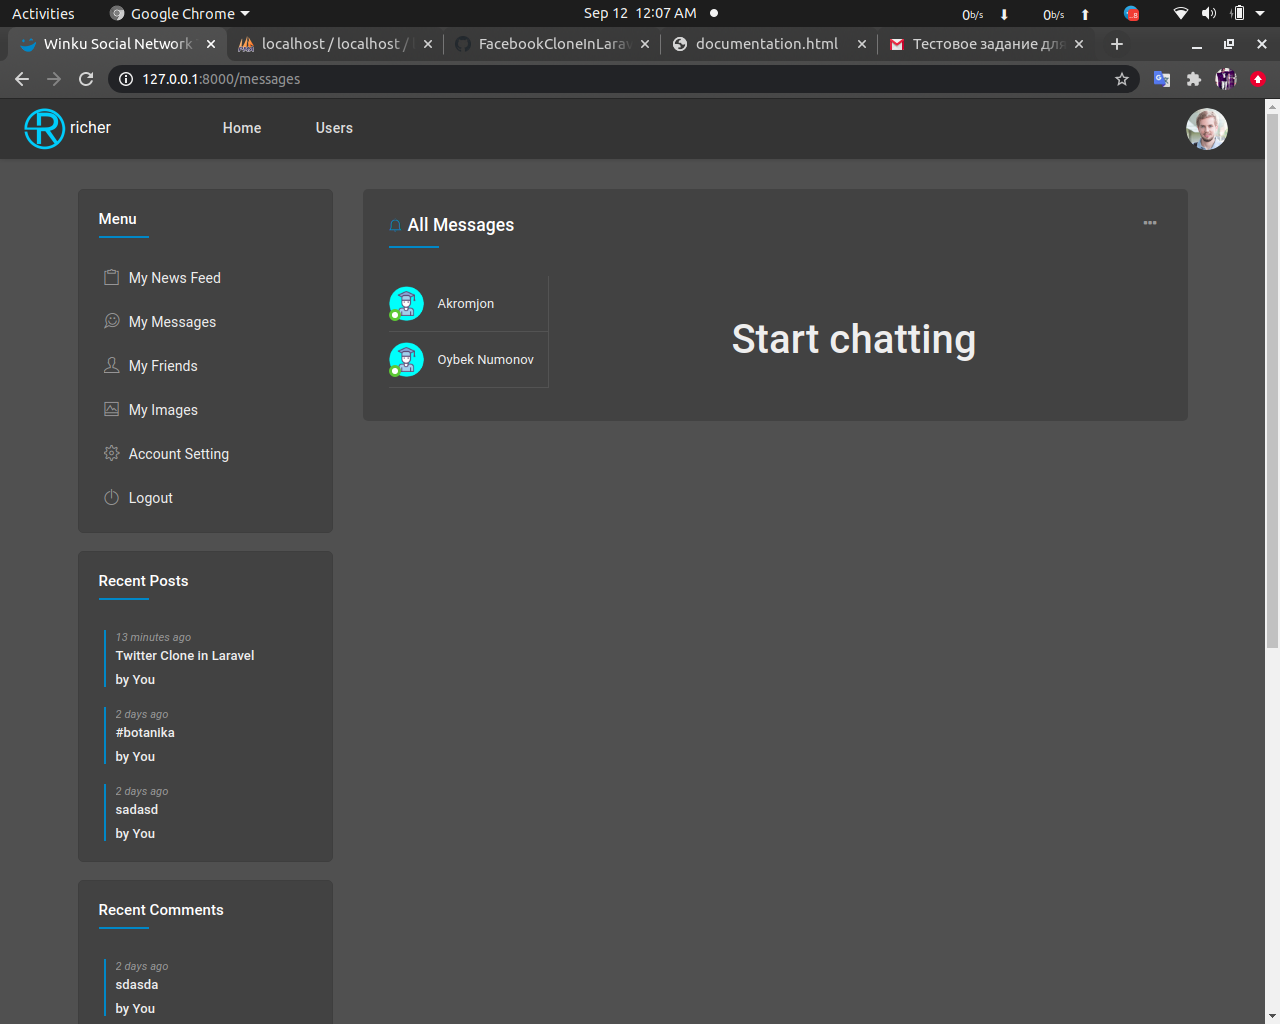 Activities
Google Chrome
Sep 12 12:07 AM
0b/s
0b/s
Winku Social Network
localhost / localhost /
FacebookCloneInLarav
documentation.html
Тестовое задание для
127.0.0.1:8000/messages
richer
Home
Users
Menu
My News Feed
My Messages
My Friends
My Images
Account Setting
Logout
All Messages
Akromjon
Oybek Numonov
Start chatting
Recent Posts
13 minutes ago
Twitter Clone in Laravel
by You
2 days ago
#botanika
by You
2 days ago
sadasd
by You
Recent Comments
2 days ago
sdasda
by You